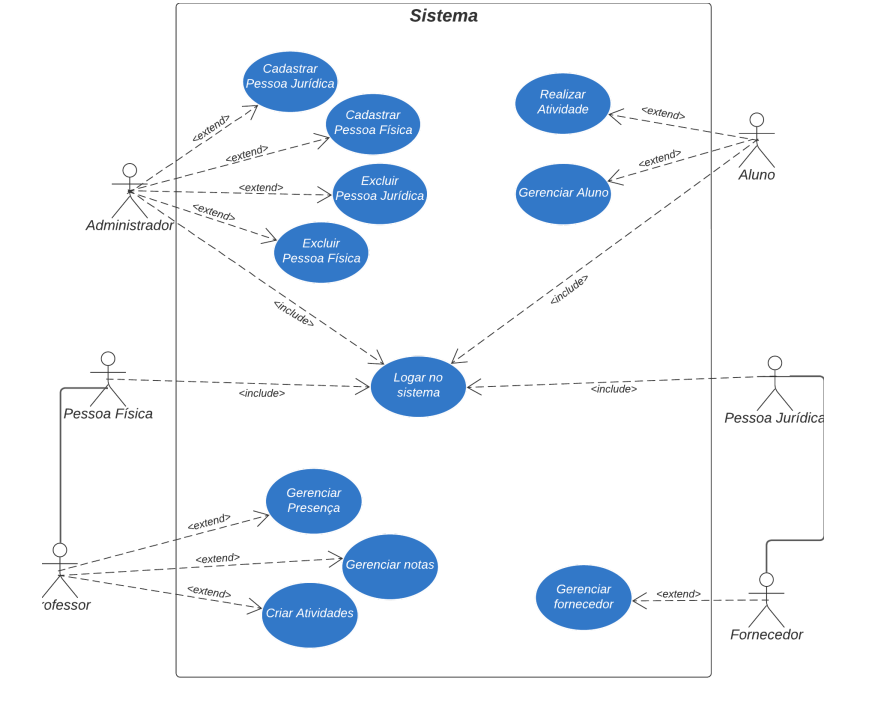 Sistema
Cadastrar
Pessoa Jurídica
<extend>
Cadastrar
Pessoa Física
<extend>
Excluir
Pessoa Jurídica
<extend>
Excluir
Pessoa Física
<extend>
Administrador
<include>
Realizar
Atividade
<extend>
Gerenciar Aluno
<extend>
Aluno
<include>
Logar no
sistema
Pessoa Física
<include>
<include>
Pessoa Jurídica
Gerenciar
Presença
<extend>
Gerenciar notas
<extend>
Criar Atividades
<extend>
rofessor
Gerenciar
fornecedor
<extend>
Fornecedor